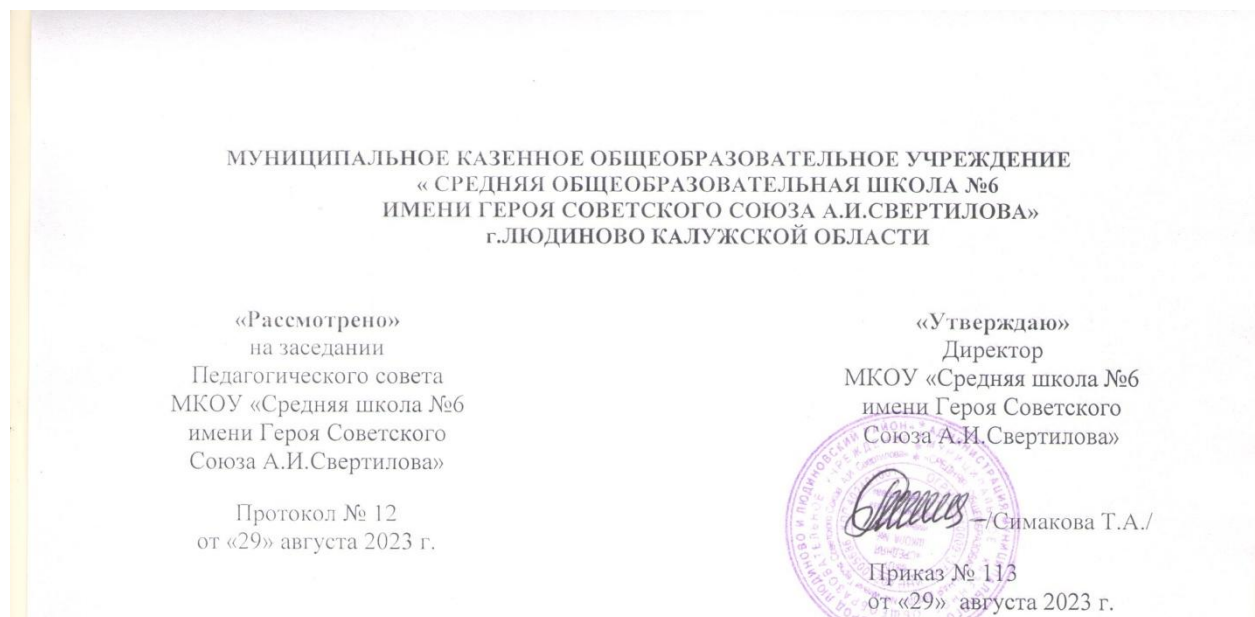 МУНИЦИПАЛЬНОЕ КАЗЕННОЕ ОБЩЕОБРАЗОВАТЕЛЬНОЕ УЧРЕЖДЕНИЕ
« СРЕДНЯЯ ОБЩЕОБРАЗОВАТЕЛЬНАЯ ШКОЛА №6
ИМЕНИ ГЕРОЯ СОВЕТСКОГО СОЮЗА А.И.СВЕРТИЛОВА»
г.ЛЮДИНОВО КАЛУЖСКОЙ ОБЛАСТИ
«Рассмотрено»
на заседании
Педагогического совета
МКОУ «Средняя школа №6
имени Героя Советского
Союза А.И.Свертилова»
Протокол № 12
от «29» августа 2023 г.
«Утверждаю»
Директор
МКОУ «Средняя школа №6
имени Героя Советского
Союза А.И.Свертилова»
/Симакова Т.А./
Приказ № 113
от «29» августа 2023 г.